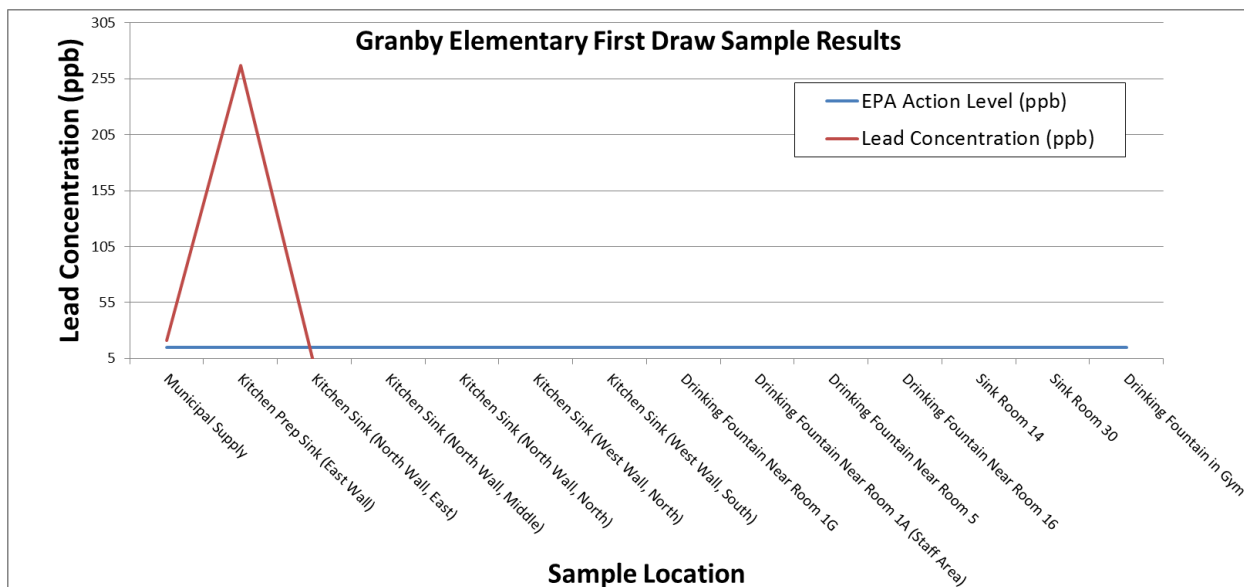 Granby Elementary First Draw Sample Results
Lead Concentration (ppb)
305
255
205
155
105
55
5
EPA Action Level (ppb)
Lead Concentration (ppb)
Municipal Supply
Kitchen Prep Sink (East Wall)
Kitchen Sink (North Wall, East)
Kitchen Sink (North Wall, Middle)
Kitchen Sink (North Wall, North)
Kitchen Sink (West Wall, North)
Kitchen Sink (West Wall, South)
Drinking Fountain Near Room 1G
Drinking Fountain Near Room 1A (Staff Area)
Drinking Fountain Near Room 5
Drinking Fountain Near Room 16
Sink Room 14
Sink Room 30
Drinking Fountain in Gym
Sample Location